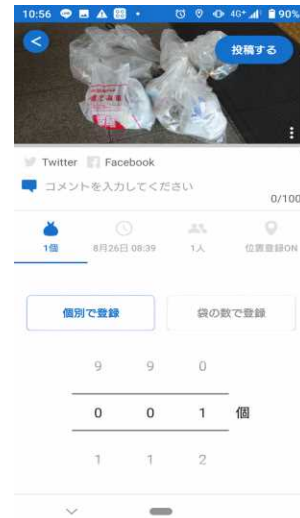 10:56 4G+ 90%
投稿する
Twitter Facebook
コメントを入力してください
0/100
1個 8月26日 08:39 1人 位置登録ON
個別で登録 袋の数で登録
9 9 0
0 0 1 個
1 1 2